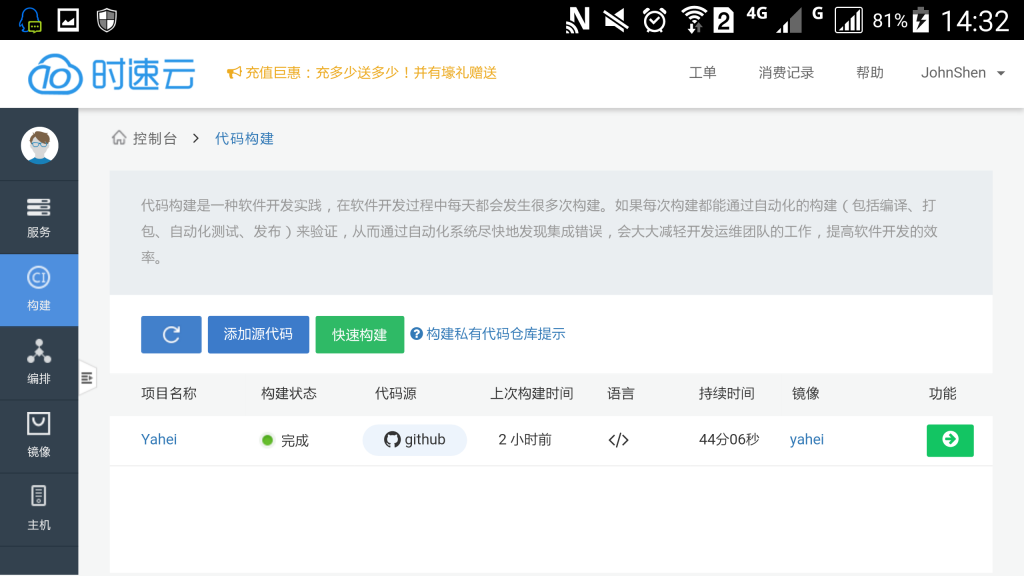 2 4G G 81% 14:32
时速云
充值巨惠：充多少送多少！并有壕礼赠送
工单 消费记录 帮助 JohnShen
控制台 > 代码构建
代码构建是一种软件开发实践，在软件开发过程中每天都会发生很多次构建。如果每次构建都能通过自动化的构建（包括编译、打
包、自动化测试、发布）来验证，从而通过自动化系统尽快地发现集成错误，会大大减轻开发运维团队的工作，提高软件开发的效
率。
服务
CI
构建
编排
镜像
主机
添加源代码 快速构建 构建私有代码仓库提示
项目名称 构建状态 代码源 上次构建时间 语言 持续时间 镜像 功能
Yahei 完成 github 2 小时前 </> 44分06秒 yahei